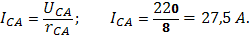 I_CA = U_CA / r_CA; I_CA = 220 / 8 = 27,5 A.